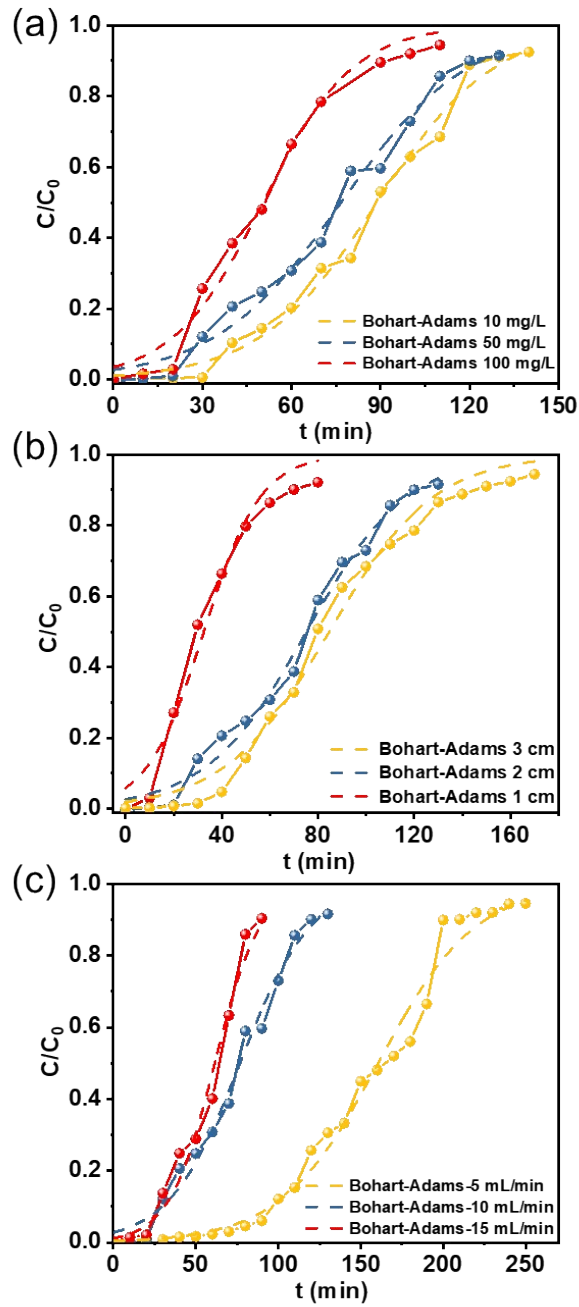 (a)
1.0
0.8
0.6
0.4
0.2
0.0
C/C0
Bohart-Adams 10 mg/L
Bohart-Adams 50 mg/L
Bohart-Adams 100 mg/L
0 30 60 90 120 150
t (min)
(b)
1.0
0.8
0.6
0.4
0.2
0.0
C/C0
Bohart-Adams 3 cm
Bohart-Adams 2 cm
Bohart-Adams 1 cm
0 40 80 120 160
t (min)
(c)
1.0
0.8
0.6
0.4
0.2
0.0
C/C0
Bohart-Adams-5 mL/min
Bohart-Adams-10 mL/min
Bohart-Adams-15 mL/min
0 50 100 150 200 250
t (min)